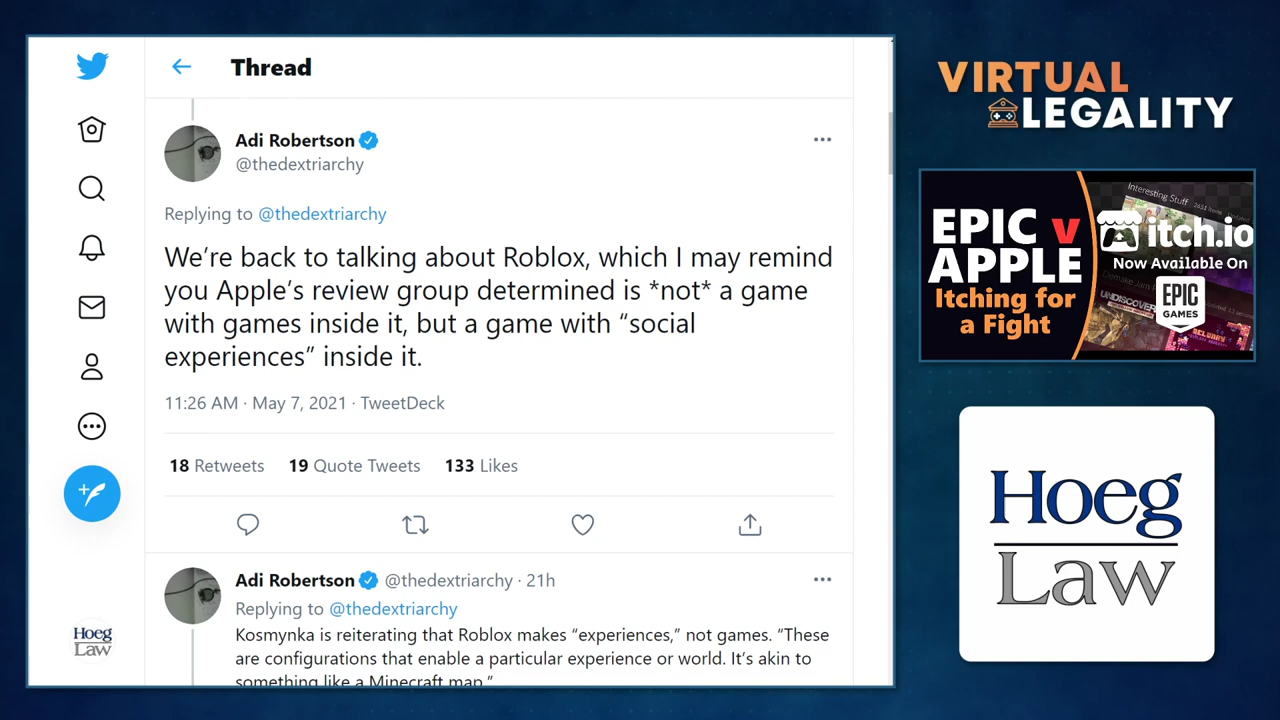 Thread
Adi Robertson
@thedextriarchy
Replying to @thedextriarchy
We're back to talking about Roblox, which I may remind
you Apple's review group determined is *not* a game
with games inside it, but a game with “social
experiences” inside it.
11:26 AM · May 7, 2021 · TweetDeck
18 Retweets 19 Quote Tweets 133 Likes
Adi Robertson @thedextriarchy · 21h
Replying to @thedextriarchy
Kosmynka is reiterating that Roblox makes “experiences,” not games. “These
are configurations that enable a particular experience or world. It's akin to
something like a Minecraft map.”
Hoeg
Law
VIRTUAL
LEGALITY
EPIC v
APPLE
Itching for
a Fight
Interesting Stuff
itch.io
Now Available On
EPIC
GAMES
Hoeg
Law